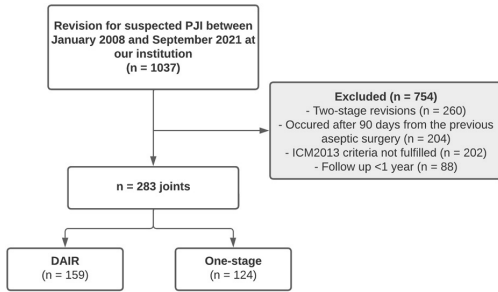 Revision for suspected PJI between
January 2008 and September 2021 at
our institution
(n = 1037)
Excluded (n = 754)
- Two-stage revisions (n = 260)
- Occured after 90 days from the previous
aseptic surgery (n = 204)
- ICM2013 criteria not fulfilled (n = 202)
- Follow up <1 year (n = 88)
n = 283 joints
DAIR
(n = 159)
One-stage
(n = 124)